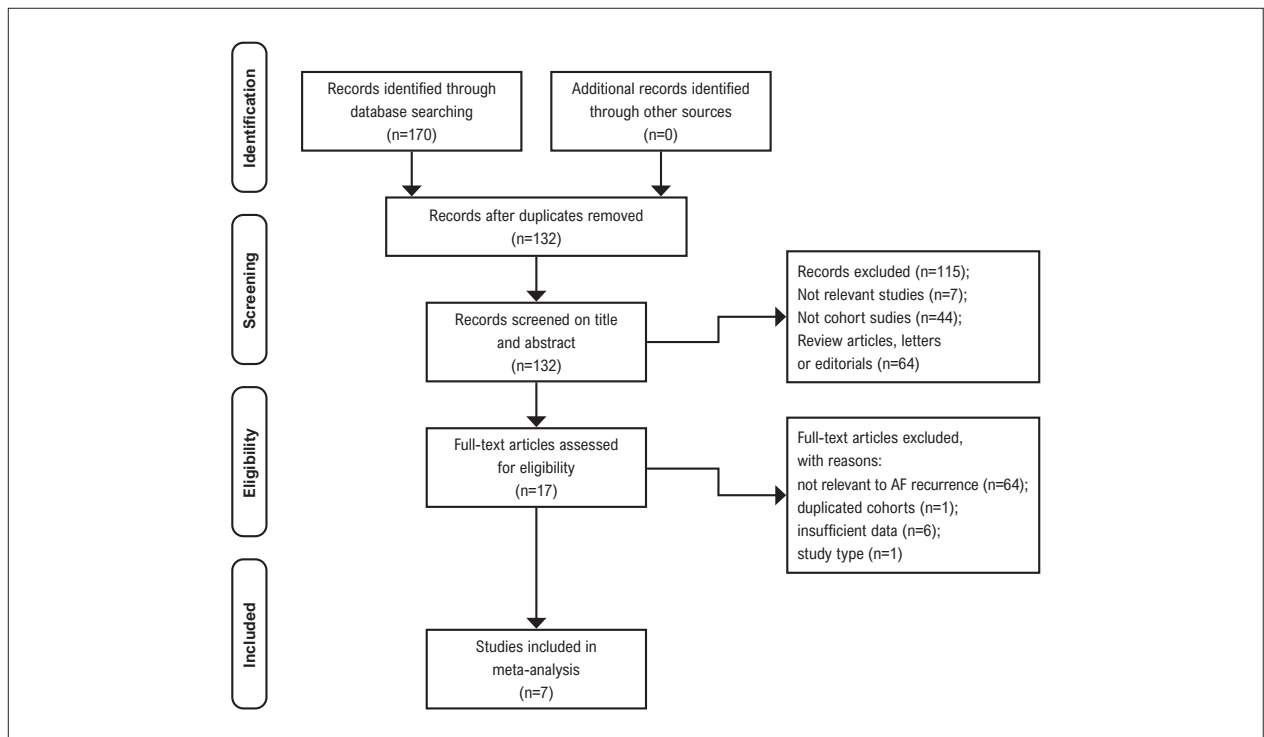 Identification
Records identified through
database searching
(n=170)
Additional records identified
through other sources
(n=0)
Records after duplicates removed
(n=132)
Screening
Records screened on title
and abstract
(n=132)
Records excluded (n=115);
Not relevant studies (n=7);
Not cohort sudies (n=44);
Review articles, letters
or editorials (n=64)
Eligibility
Full-text articles assessed
for eligibility
(n=17)
Full-text articles excluded,
with reasons:
not relevant to AF recurrence (n=64);
duplicated cohorts (n=1);
insufficient data (n=6);
study type (n=1)
Included
Studies included in
meta-analysis
(n=7)